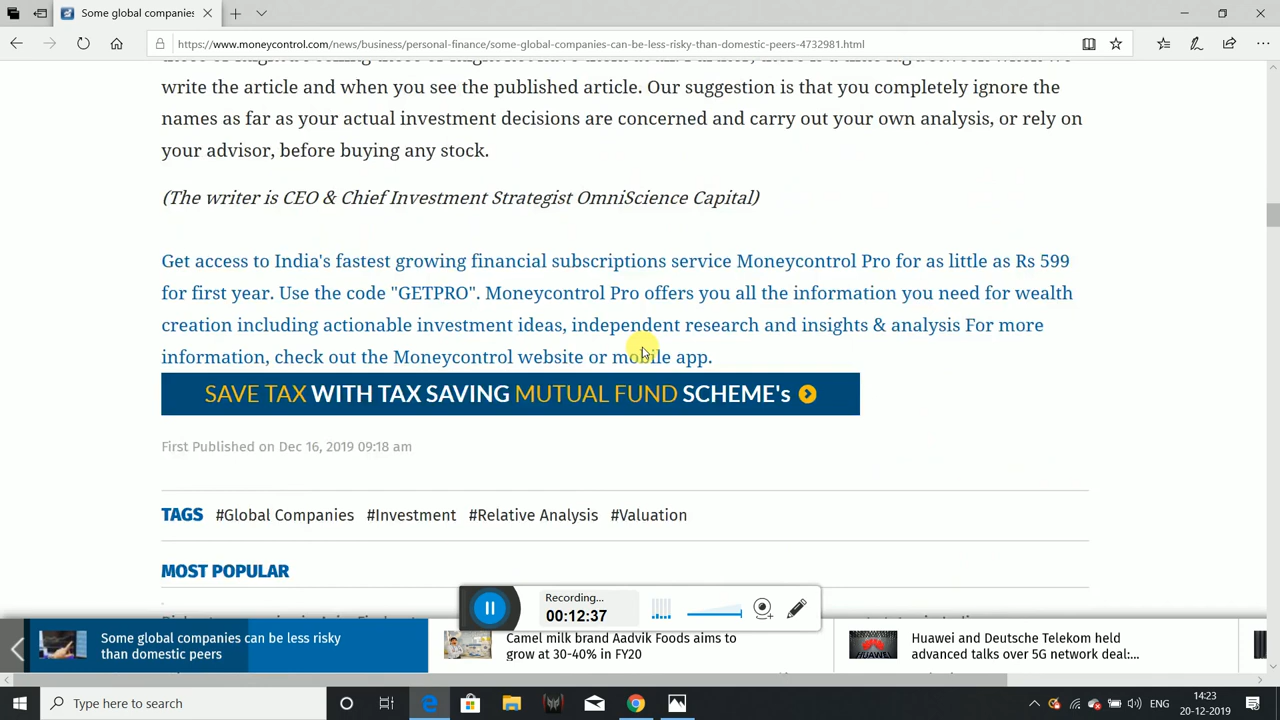 Some global companies
https://www.moneycontrol.com/news/business/personal-finance/some-global-companies-can-be-less-risky-than-domestic-peers-4732981.html
write the article and when you see the published article. Our suggestion is that you completely ignore the
names as far as your actual investment decisions are concerned and carry out your own analysis, or rely on
your advisor, before buying any stock.
(The writer is CEO & Chief Investment Strategist OmniScience Capital)
Get access to India's fastest growing financial subscriptions service Moneycontrol Pro for as little as Rs 599
for first year. Use the code "GETPRO". Moneycontrol Pro offers you all the information you need for wealth
creation including actionable investment ideas, independent research and insights & analysis For more
information, check out the Moneycontrol website or mobile app.
SAVE TAX WITH TAX SAVING MUTUAL FUND SCHEME's
First Published on Dec 16, 2019 09:18 am
TAGS #Global Companies #Investment #Relative Analysis #Valuation
MOST POPULAR
Recording...
00:12:37
Some global companies can be less risky
than domestic peers
Camel milk brand Aadvik Foods aims to
grow at 30-40% in FY20
Huawei and Deutsche Telekom held
advanced talks over 5G network deal:...
HUAWEI
Type here to search
ENG
14:23
20-12-2019